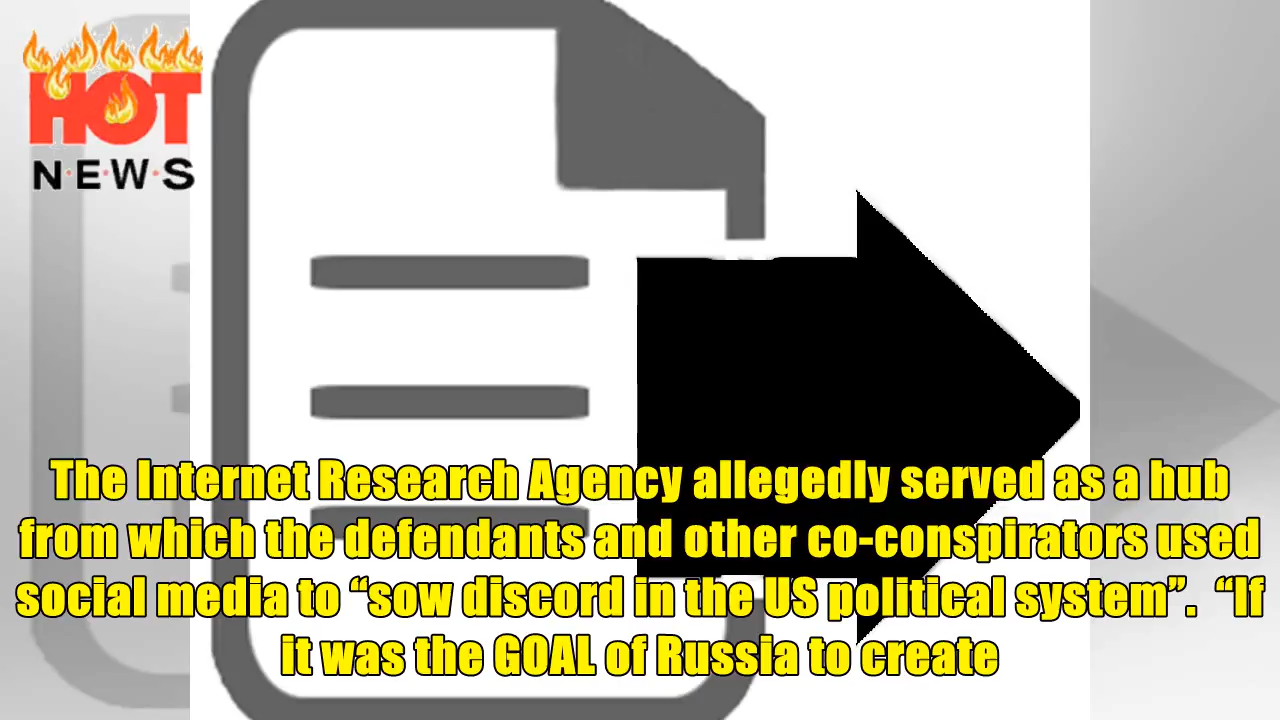 HOT
N·E·W·S
The Internet Research Agency allegedly served as a hub
from which the defendants and other co-conspirators used
social media to “sow discord in the US political system”.  “If
it was the GOAL of Russia to create